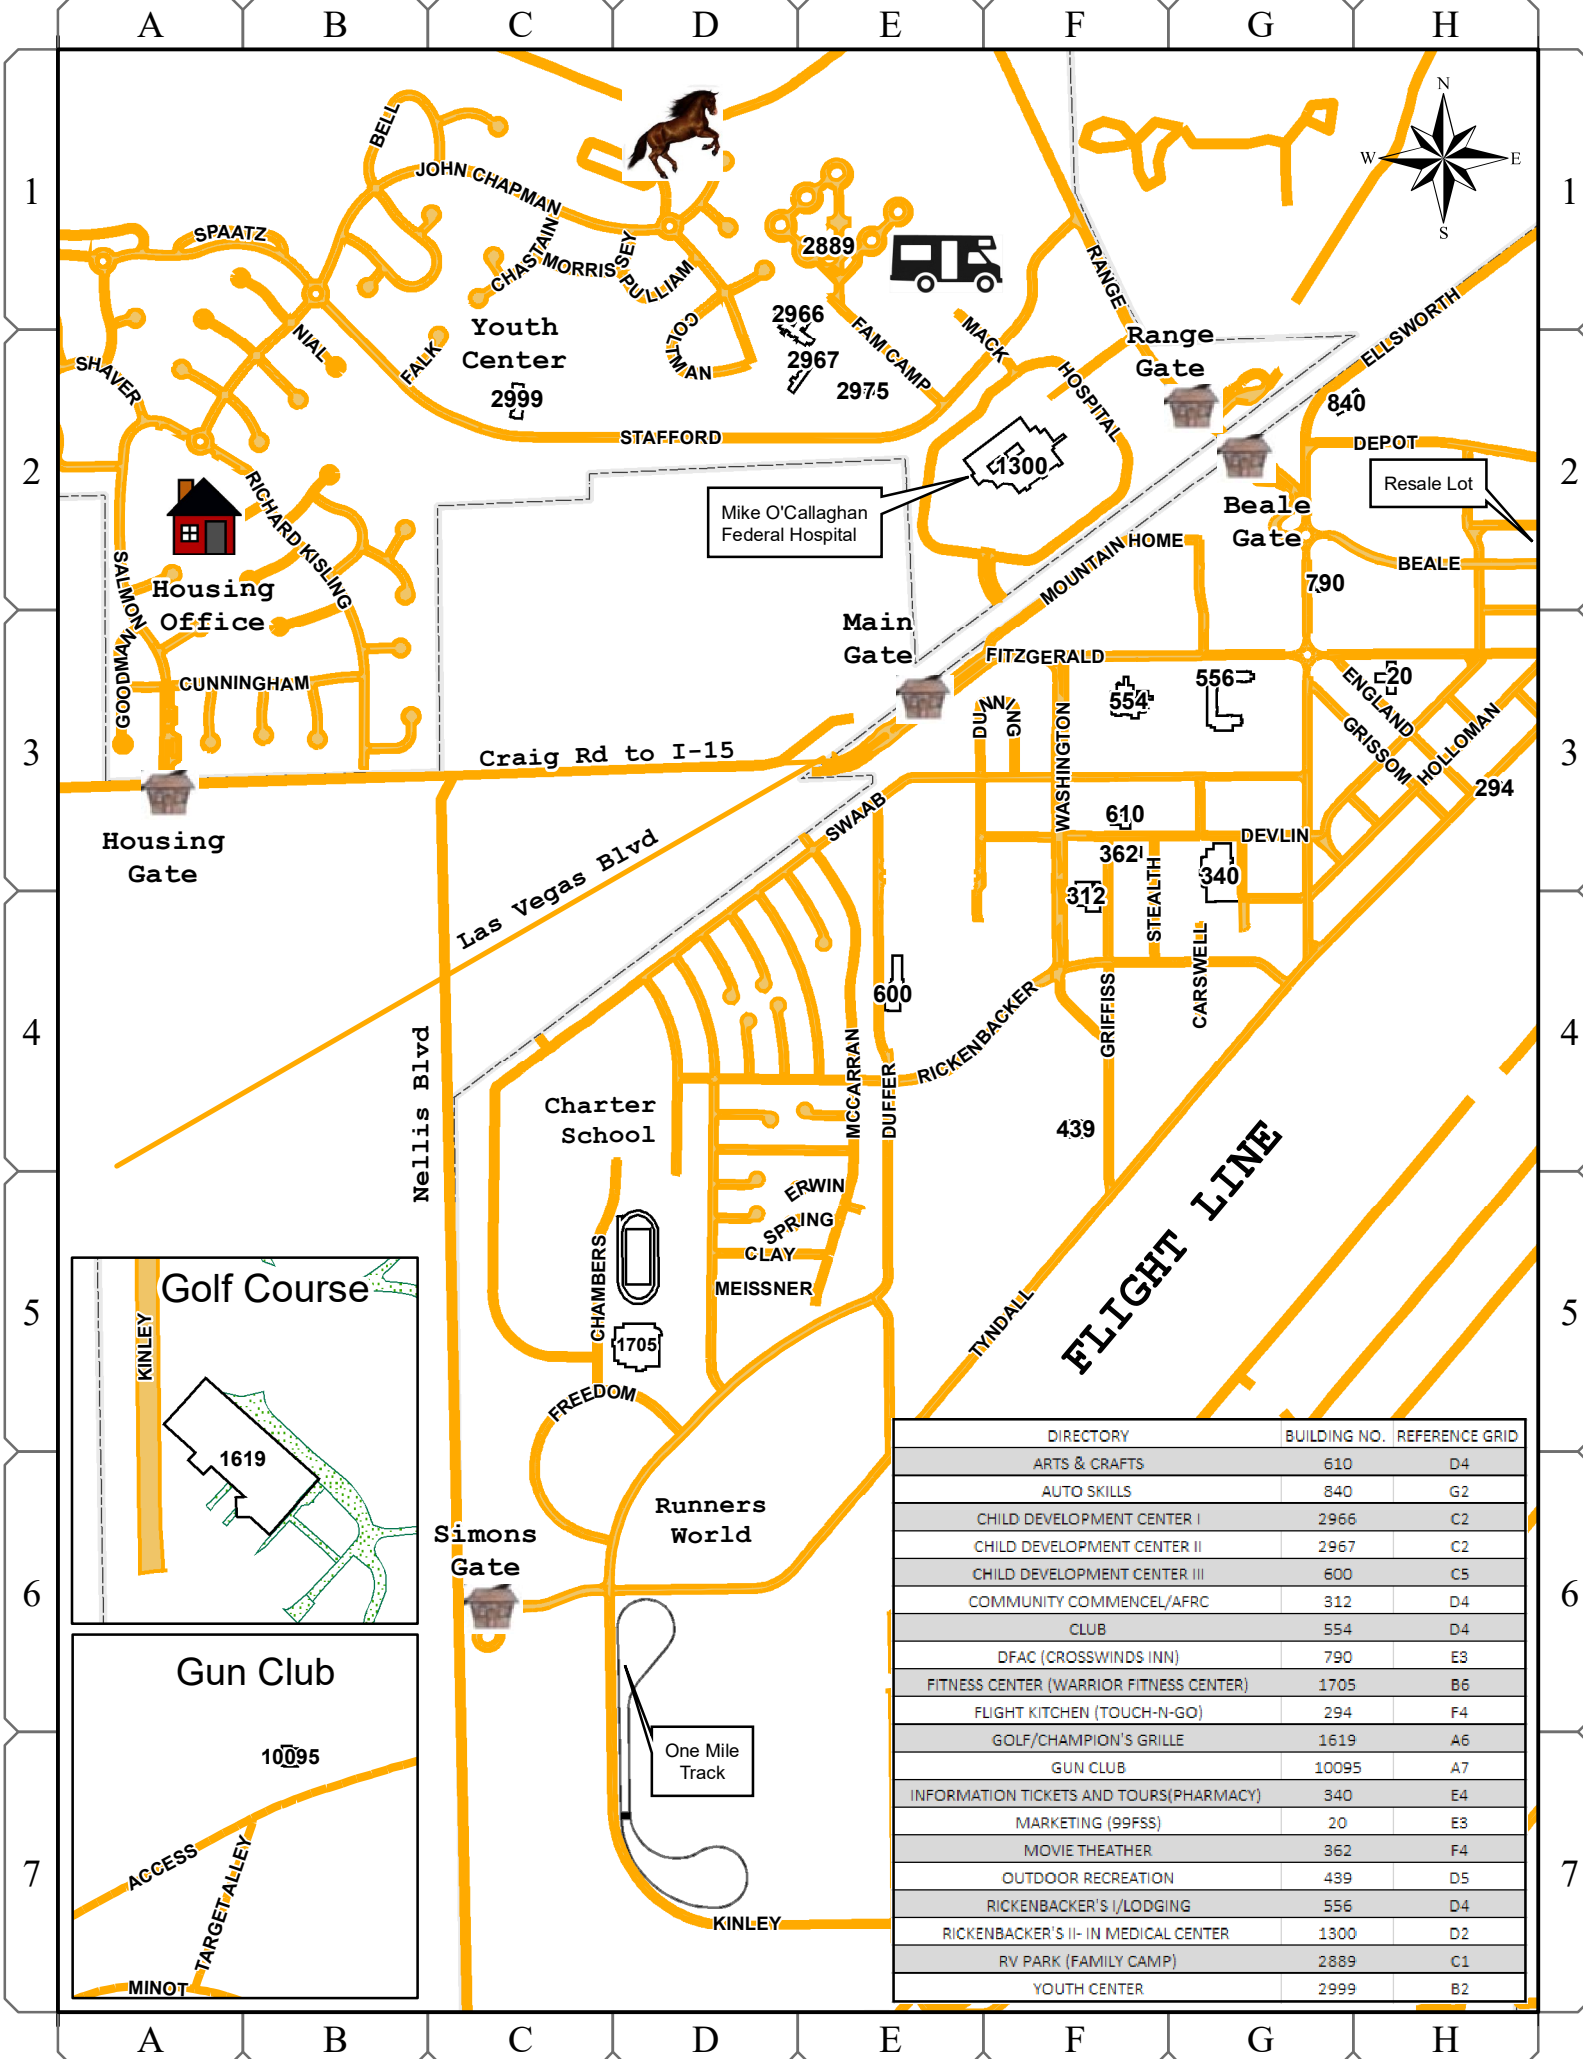 A B C D E F G H
1 1
2 2
3 3
4 4
5 5
6 6
7 7
N
W E
S
BELL
JOHN CHAPMAN
SPAATZ
CHASTAIN
MORRISSEY
PULLIAM
2889
RANGE
COLTMAN
2966
2967
FAM CAMP
2975
MACK
Youth
Center
2999
NIAL
FALK
SHAVER
Range
Gate
ELLSWORTH
HOSPITAL
840
STAFFORD
DEPOT
1300
Mike O'Callaghan
Federal Hospital
Resale Lot
Beale
Gate
RICHARD KISLING
MOUNTAIN HOME
BEALE
790
SALMON
Housing
Office
GOODMAN
CUNNINGHAM
Main
Gate
FITZGERALD
DUNNING
WASHINGTON
554
556
20
ENGLAND
GRISSOM
HOLLOMAN
294
Craig Rd to I-15
Housing
Gate
SWAAB
610
362
DEVLIN
340
312
STEALTH
Las Vegas Blvd
600
CARSWELL
GRIFFISS
RICKENBACKER
MCCARRAN
DUFFER
Nellis Blvd
Charter
School
439
FLIGHT LINE
ERWIN
SPRING
CLAY
MEISSNER
CHAMBERS
1705
TYNDALL
FREEDOM
Golf Course
KINLEY
1619
Runners
World
Simons
Gate
Gun Club
10095
ACCESS
TARGET ALLEY
MINOT
One Mile
Track
KINLEY
DIRECTORY BUILDING NO. REFERENCE GRID
ARTS & CRAFTS 610 D4
AUTO SKILLS 840 G2
CHILD DEVELOPMENT CENTER I 2966 C2
CHILD DEVELOPMENT CENTER II 2967 C2
CHILD DEVELOPMENT CENTER III 600 C5
COMMUNITY COMMENCEL/AFRC 312 D4
CLUB 554 D4
DFAC (CROSSWINDS INN) 790 E3
FITNESS CENTER (WARRIOR FITNESS CENTER) 1705 B6
FLIGHT KITCHEN (TOUCH-N-GO) 294 F4
GOLF/CHAMPION'S GRILLE 1619 A6
GUN CLUB 10095 A7
INFORMATION TICKETS AND TOURS(PHARMACY) 340 E4
MARKETING (99FSS) 20 E3
MOVIE THEATHER 362 F4
OUTDOOR RECREATION 439 D5
RICKENBACKER'S I/LODGING 556 D4
RICKENBACKER'S II- IN MEDICAL CENTER 1300 D2
RV PARK (FAMILY CAMP) 2889 C1
YOUTH CENTER 2999 B2
A B C D E F G H